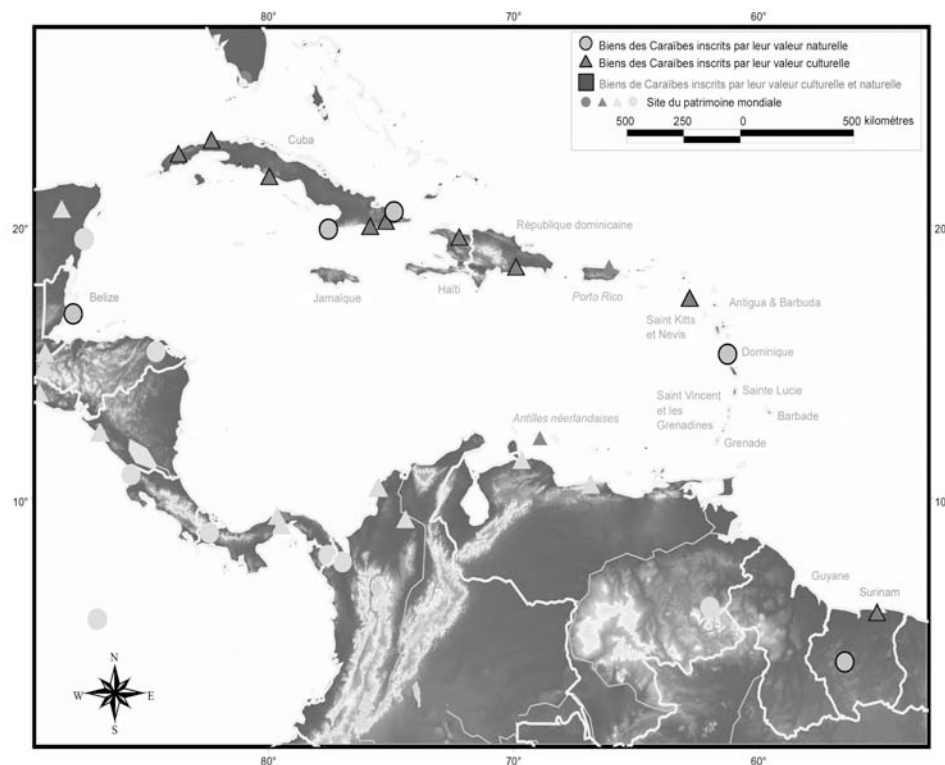 80°
70°
60°
Biens des Caraïbes inscrits par leur valeur naturelle
Biens des Caraïbes inscrits par leur valeur culturelle
Biens de Caraïbes inscrits par leur valeur culturelle et naturelle
Site du patrimoine mondiale
500 250 0 500 kilomètres
Cuba
20°
20
République dominicaine
Jamaïque
Haïti
Porto Rico
Belize
Antigua & Barbuda
Saint Kitts
et Nevis
Dominique
Sainte Lucie
Saint Vincent
et les
Grenadines
Barbade
Antilles néerlandaises
Grenade
10°
10°
Guyane
Surinam
N
W E
S
80°
70°
60°